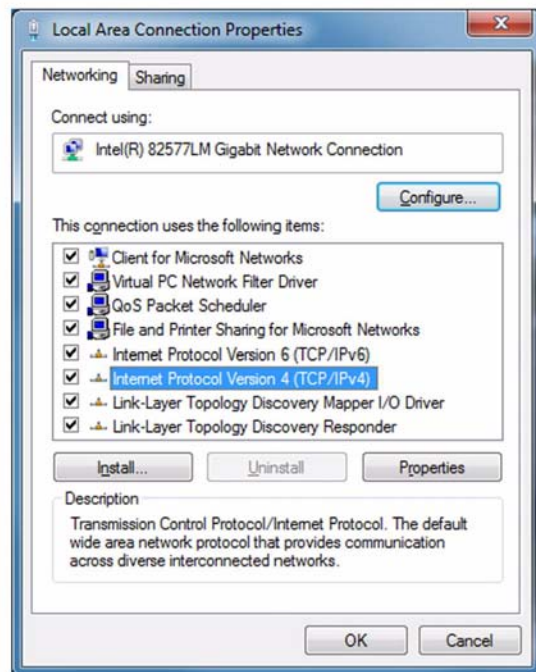 Local Area Connection Properties
Networking Sharing
Connect using:
Intel(R) 82577LM Gigabit Network Connection
Configure...
This connection uses the following items:
Client for Microsoft Networks
Virtual PC Network Filter Driver
QoS Packet Scheduler
File and Printer Sharing for Microsoft Networks
Internet Protocol Version 6 (TCP/IPv6)
Internet Protocol Version 4 (TCP/IPv4)
Link-Layer Topology Discovery Mapper I/O Driver
Link-Layer Topology Discovery Responder
Install... Uninstall Properties
Description
Transmission Control Protocol/Internet Protocol. The default
wide area network protocol that provides communication
across diverse interconnected networks.
OK Cancel